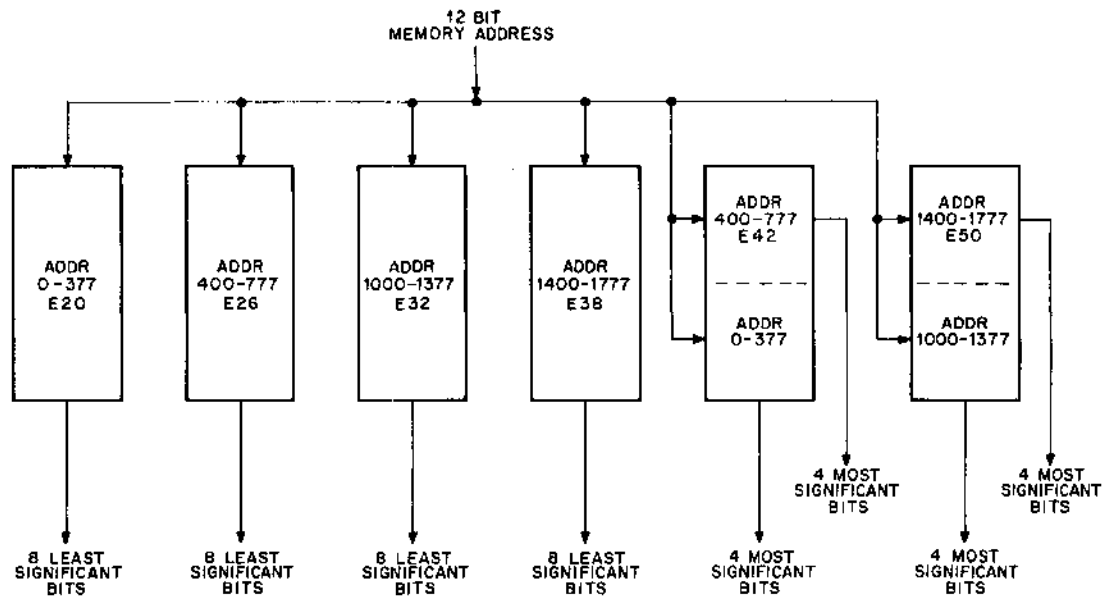 12 BIT
MEMORY ADDRESS
ADDR
0-377
E20
ADDR
400-777
E26
ADDR
1000-1377
E32
ADDR
1400-1777
E38
ADDR
400-777
E42
ADDR
0-377
ADDR
1400-1777
E50
ADDR
1000-1377
4 MOST
SIGNIFICANT
BITS
4 MOST
SIGNIFICANT
BITS
8 LEAST
SIGNIFICANT
BITS
8 LEAST
SIGNIFICANT
BITS
8 LEAST
SIGNIFICANT
BITS
8 LEAST
SIGNIFICANT
BITS
4 MOST
SIGNIFICANT
BITS
4 MOST
SIGNIFICANT
BITS